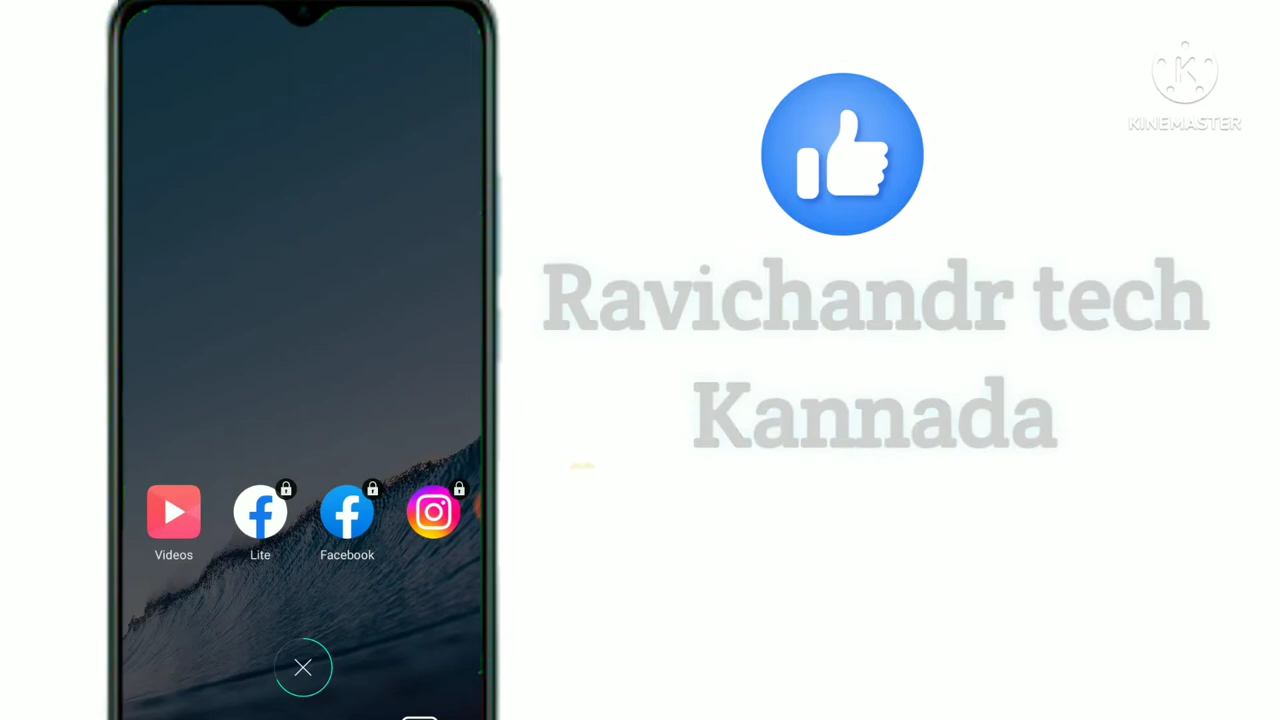 KINEMASTER
Ravichandr tech
Kannada
Videos
Lite
Facebook